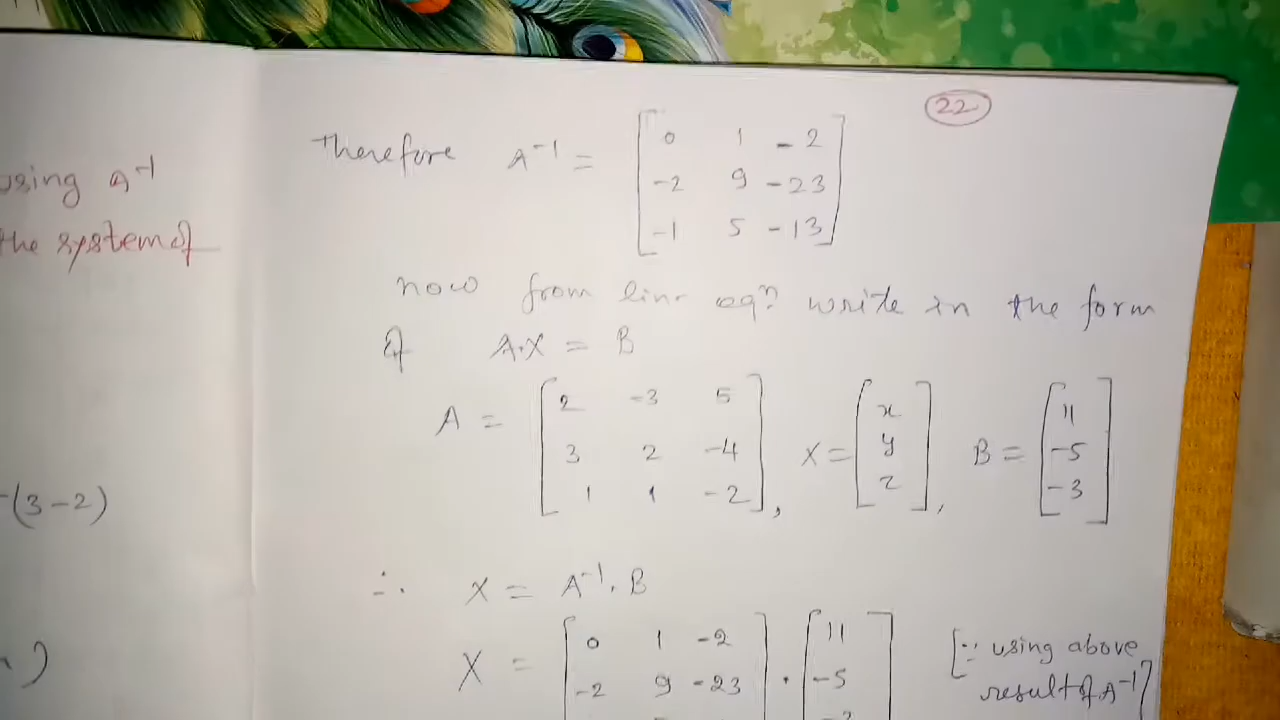 using A⁻¹
the system of
-(3-2)
)
22
Therefore A⁻¹ =
0 1 -2
-2 9 -23
-1 5 -13
now from eqⁿ write in the form
of A·X = B
A = X = B =
2 -3 5
3 2 -4
1 1 -2 ,
x
y
z ,
11
-5
-3
∴ X = A⁻¹. B
X = 0 1 -2 · 11
-2 9 -23 -5
[∵ using above
result of A⁻¹]